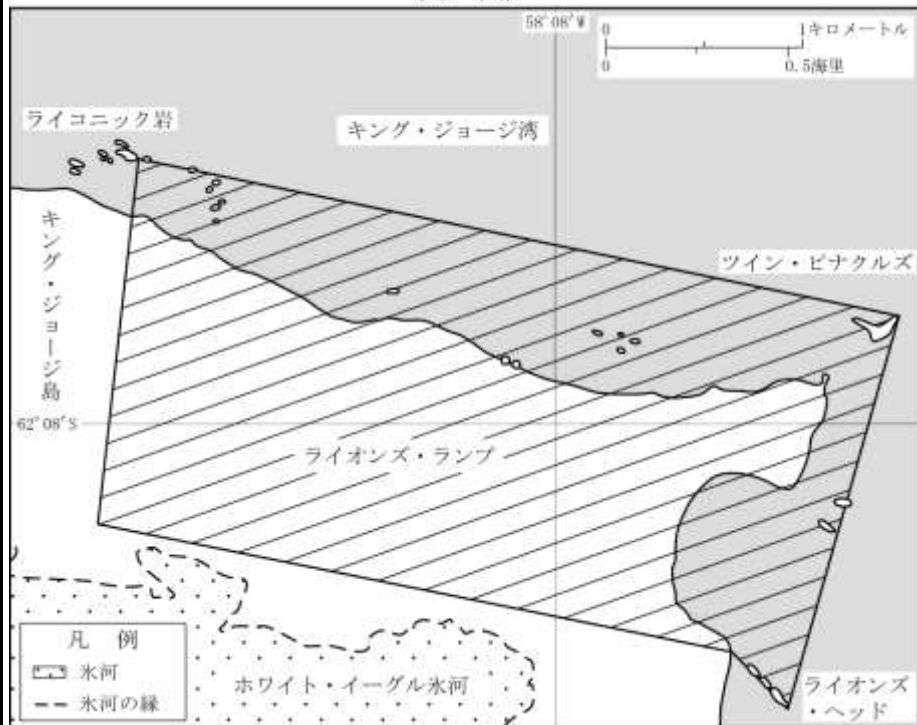 58°08′W
0 1キロメートル
0 0.5海里
ライコニック岩
キング・ジョージ湾
キング・ジョージ島
ツイン・ピナクルズ
62°08′S
ライオンズ・ランプ
凡 例
氷河
氷河の縁
ホワイト・イーグル氷河
ライオンズ
・ヘッド